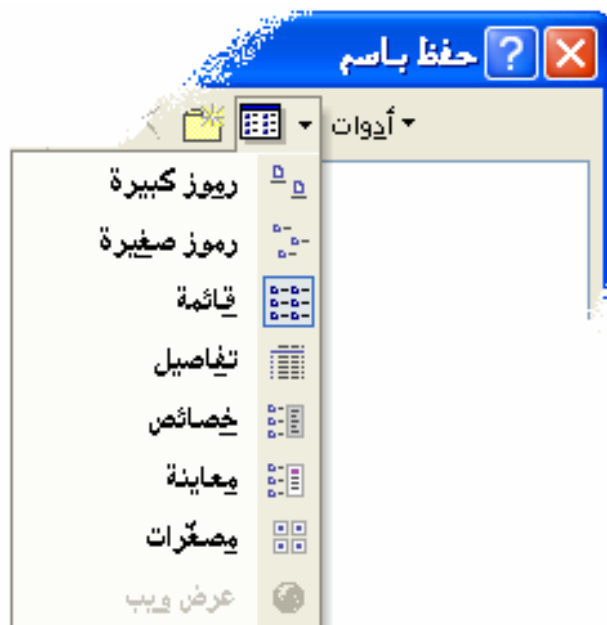 حفظ باسم
أدوات
رموز كبيرة
رموز صغيرة
قائمة
تفاصيل
خصائص
معاينة
مصغّرات
عرض ويب